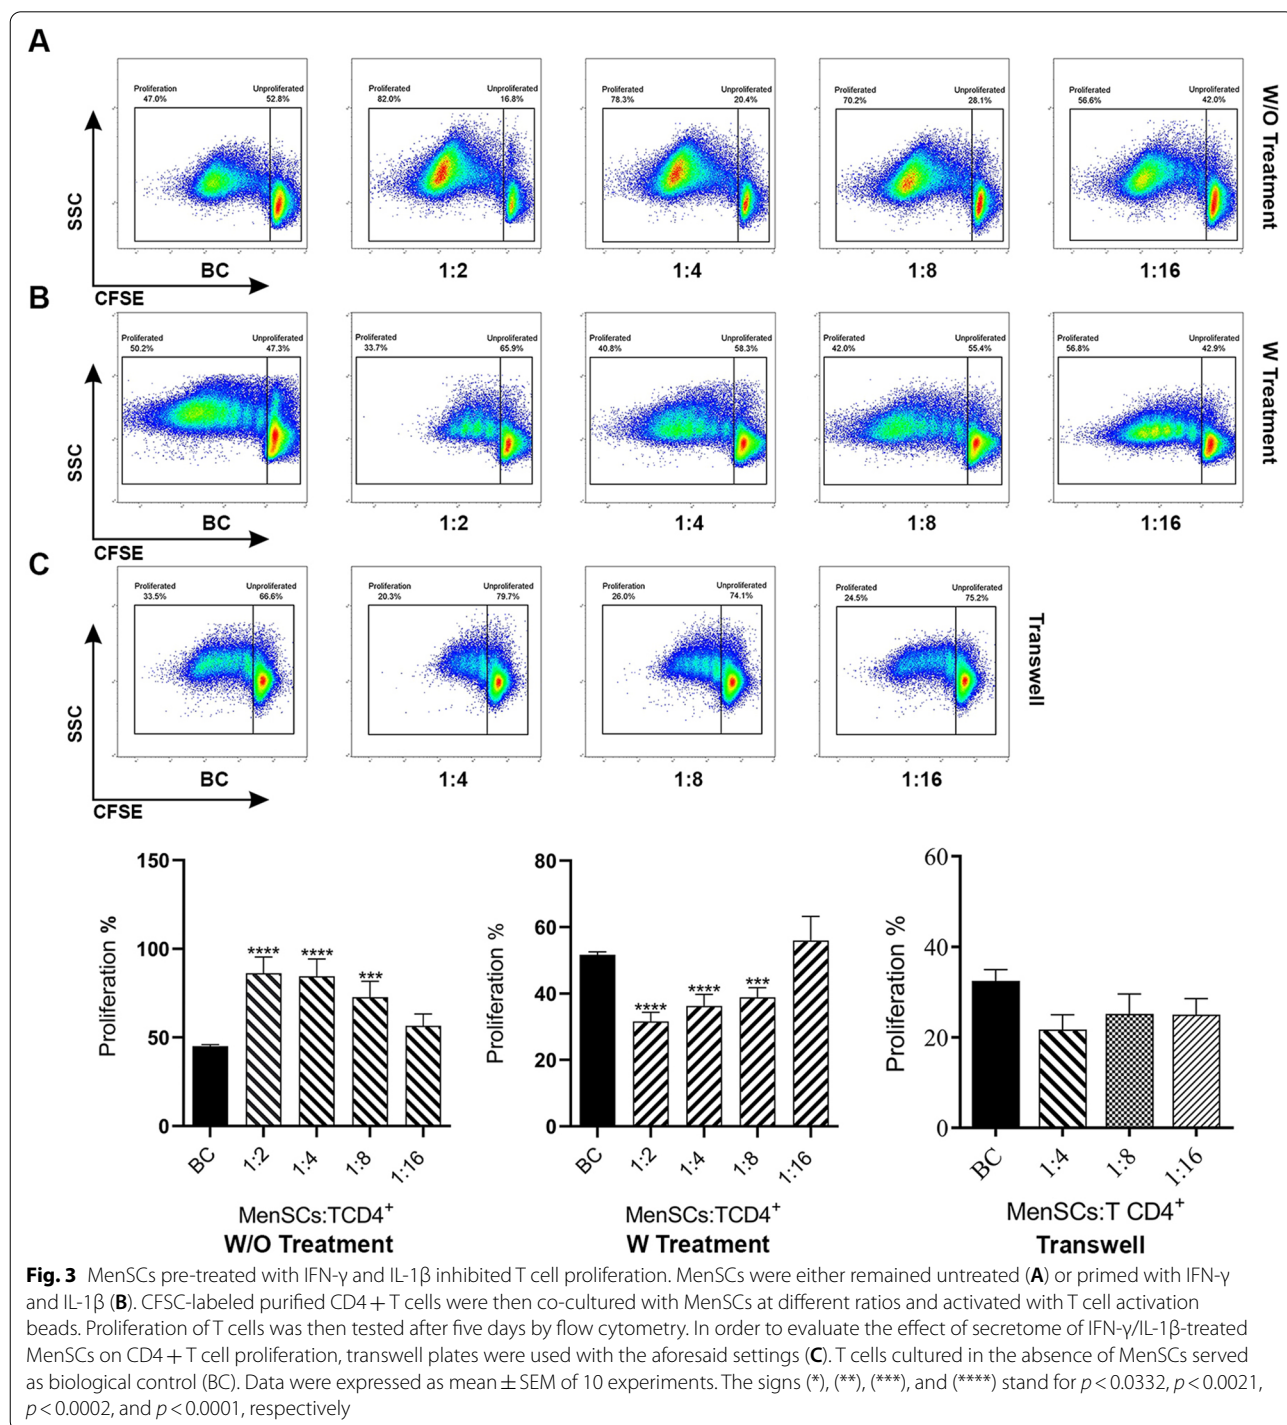 A
Proliferation
47.0%
Unproliferated
52.8%
Proliferated
82.0%
Unproliferated
16.8%
Proliferated
78.3%
Unproliferated
20.4%
Proliferated
70.2%
Unproliferated
28.1%
Proliferated
56.6%
Unproliferated
42.0%
W/O Treatment
SSC
BC
1:2
1:4
1:8
1:16
CFSE
B
Proliferated
50.2%
Unproliferated
47.3%
Proliferated
33.7%
Unproliferated
65.9%
Proliferated
40.8%
Unproliferated
58.3%
Proliferated
42.0%
Unproliferated
55.4%
Proliferated
56.8%
Unproliferated
42.9%
W Treatment
SSC
BC
1:2
1:4
1:8
1:16
CFSE
C
Proliferated
33.5%
Unproliferated
66.6%
Proliferation
20.3%
Unproliferated
79.7%
Proliferation
26.0%
Unproliferated
74.1%
Proliferated
24.5%
Unproliferated
75.2%
Transwell
SSC
BC
1:4
1:8
1:16
CFSE
Proliferation %
150
100
50
0
****
****
***
BC
1:2
1:4
1:8
1:16
MenSCs:TCD4+
W/O Treatment
Proliferation %
80
60
40
20
0
****
****
***
BC
1:2
1:4
1:8
1:16
MenSCs:TCD4+
W Treatment
Proliferation %
60
40
20
0
BC
1:4
1:8
1:16
MenSCs:T CD4+
Transwell
Fig. 3 MenSCs pre-treated with IFN-γ and IL-1β inhibited T cell proliferation. MenSCs were either remained untreated (A) or primed with IFN-γ
and IL-1β (B). CFSC-labeled purified CD4 + T cells were then co-cultured with MenSCs at different ratios and activated with T cell activation
beads. Proliferation of T cells was then tested after five days by flow cytometry. In order to evaluate the effect of secretome of IFN-γ/IL-1β-treated
MenSCs on CD4 + T cell proliferation, transwell plates were used with the aforesaid settings (C). T cells cultured in the absence of MenSCs served
as biological control (BC). Data were expressed as mean ± SEM of 10 experiments. The signs (*), (**), (***), and (****) stand for p < 0.0332, p < 0.0021,
p < 0.0002, and p < 0.0001, respectively